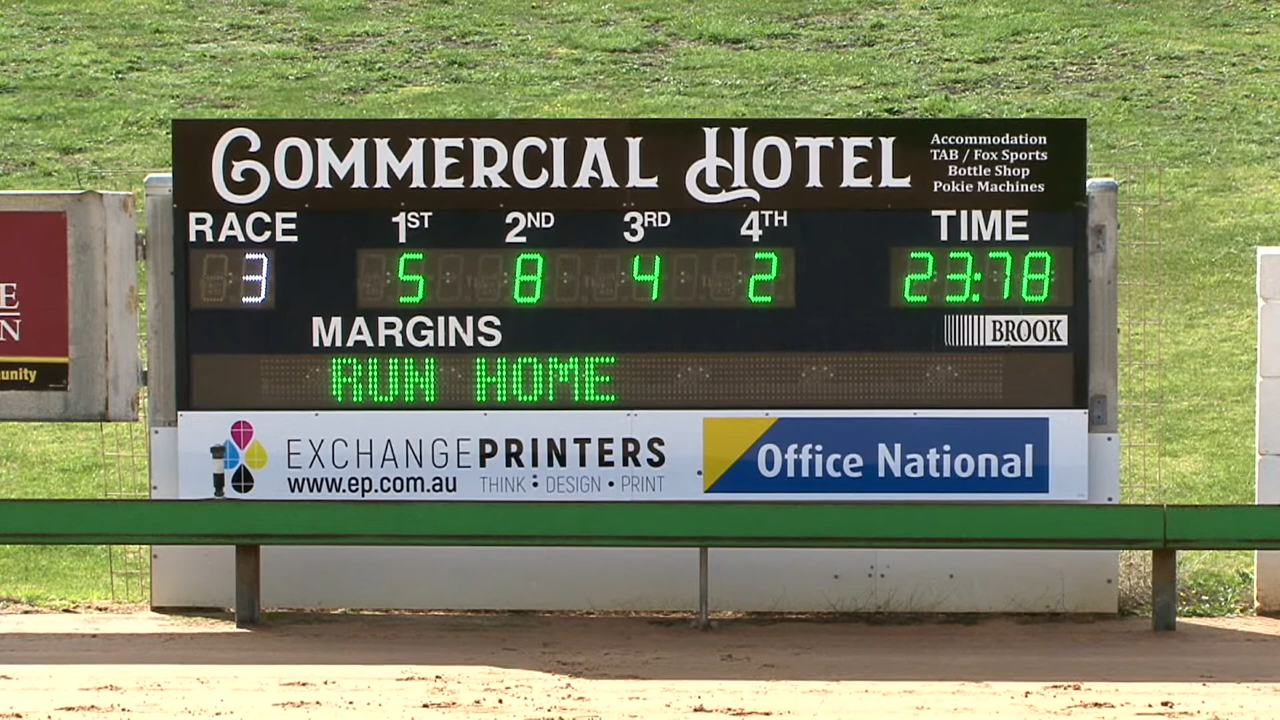 COMMERCIAL HOTEL
Accommodation
TAB / Fox Sports
Bottle Shop
Pokie Machines
RACE 1ST 2ND 3RD 4TH TIME
3 5 8 4 2 23:78
MARGINS
BROOK
RUN HOME
E
N
unity
EXCHANGEPRINTERS
www.ep.com.au THINK : DESIGN • PRINT
Office National